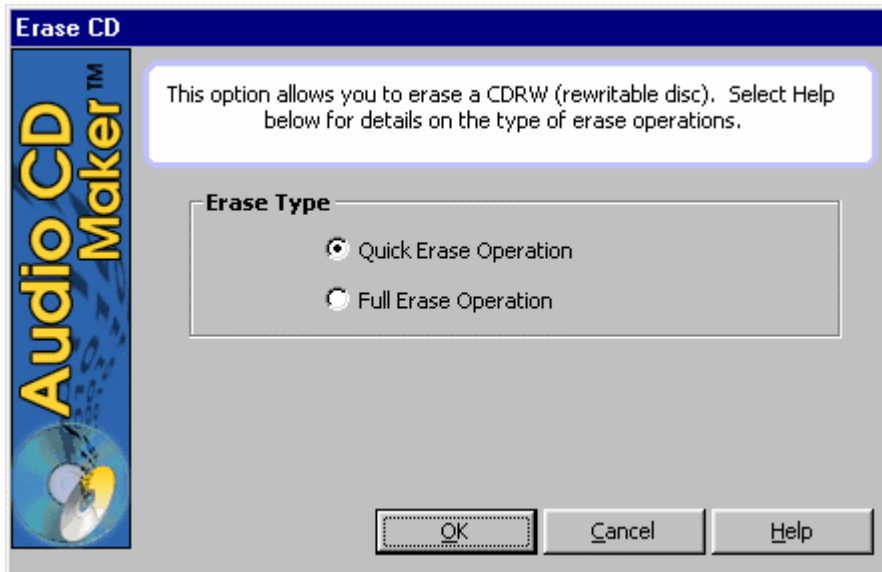 Erase CD
Audio CD
Maker™
This option allows you to erase a CDRW (rewritable disc).  Select Help
below for details on the type of erase operations.
Erase Type
Quick Erase Operation
Full Erase Operation
OK
Cancel
Help